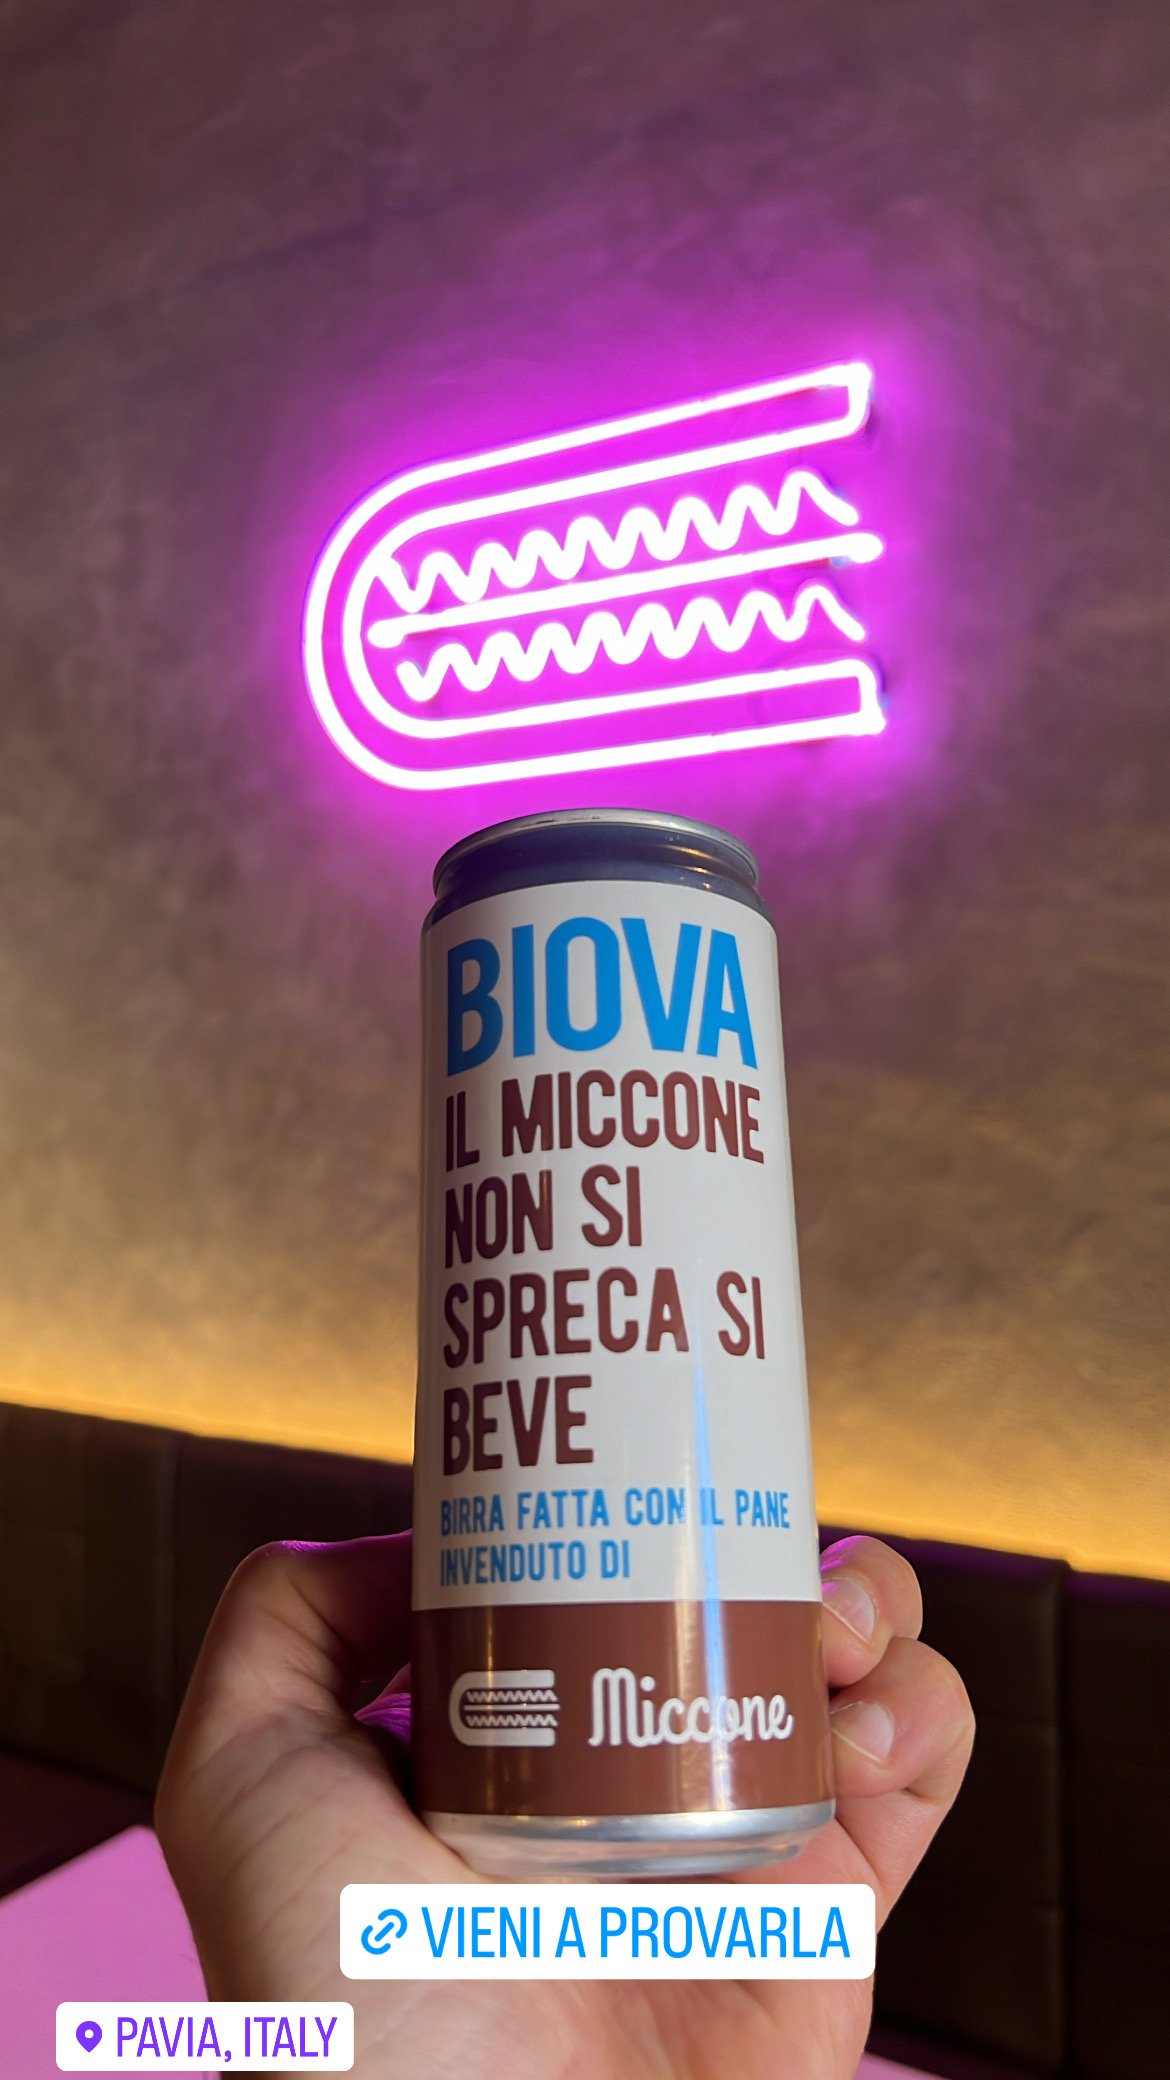 BIOVA
IL MICCONE
NON SI
SPRECA SI
BEVE
BIRRA FATTA CON IL PANE
INVENDUTO DI
Miccone
VIENI A PROVARLA
PAVIA, ITALY